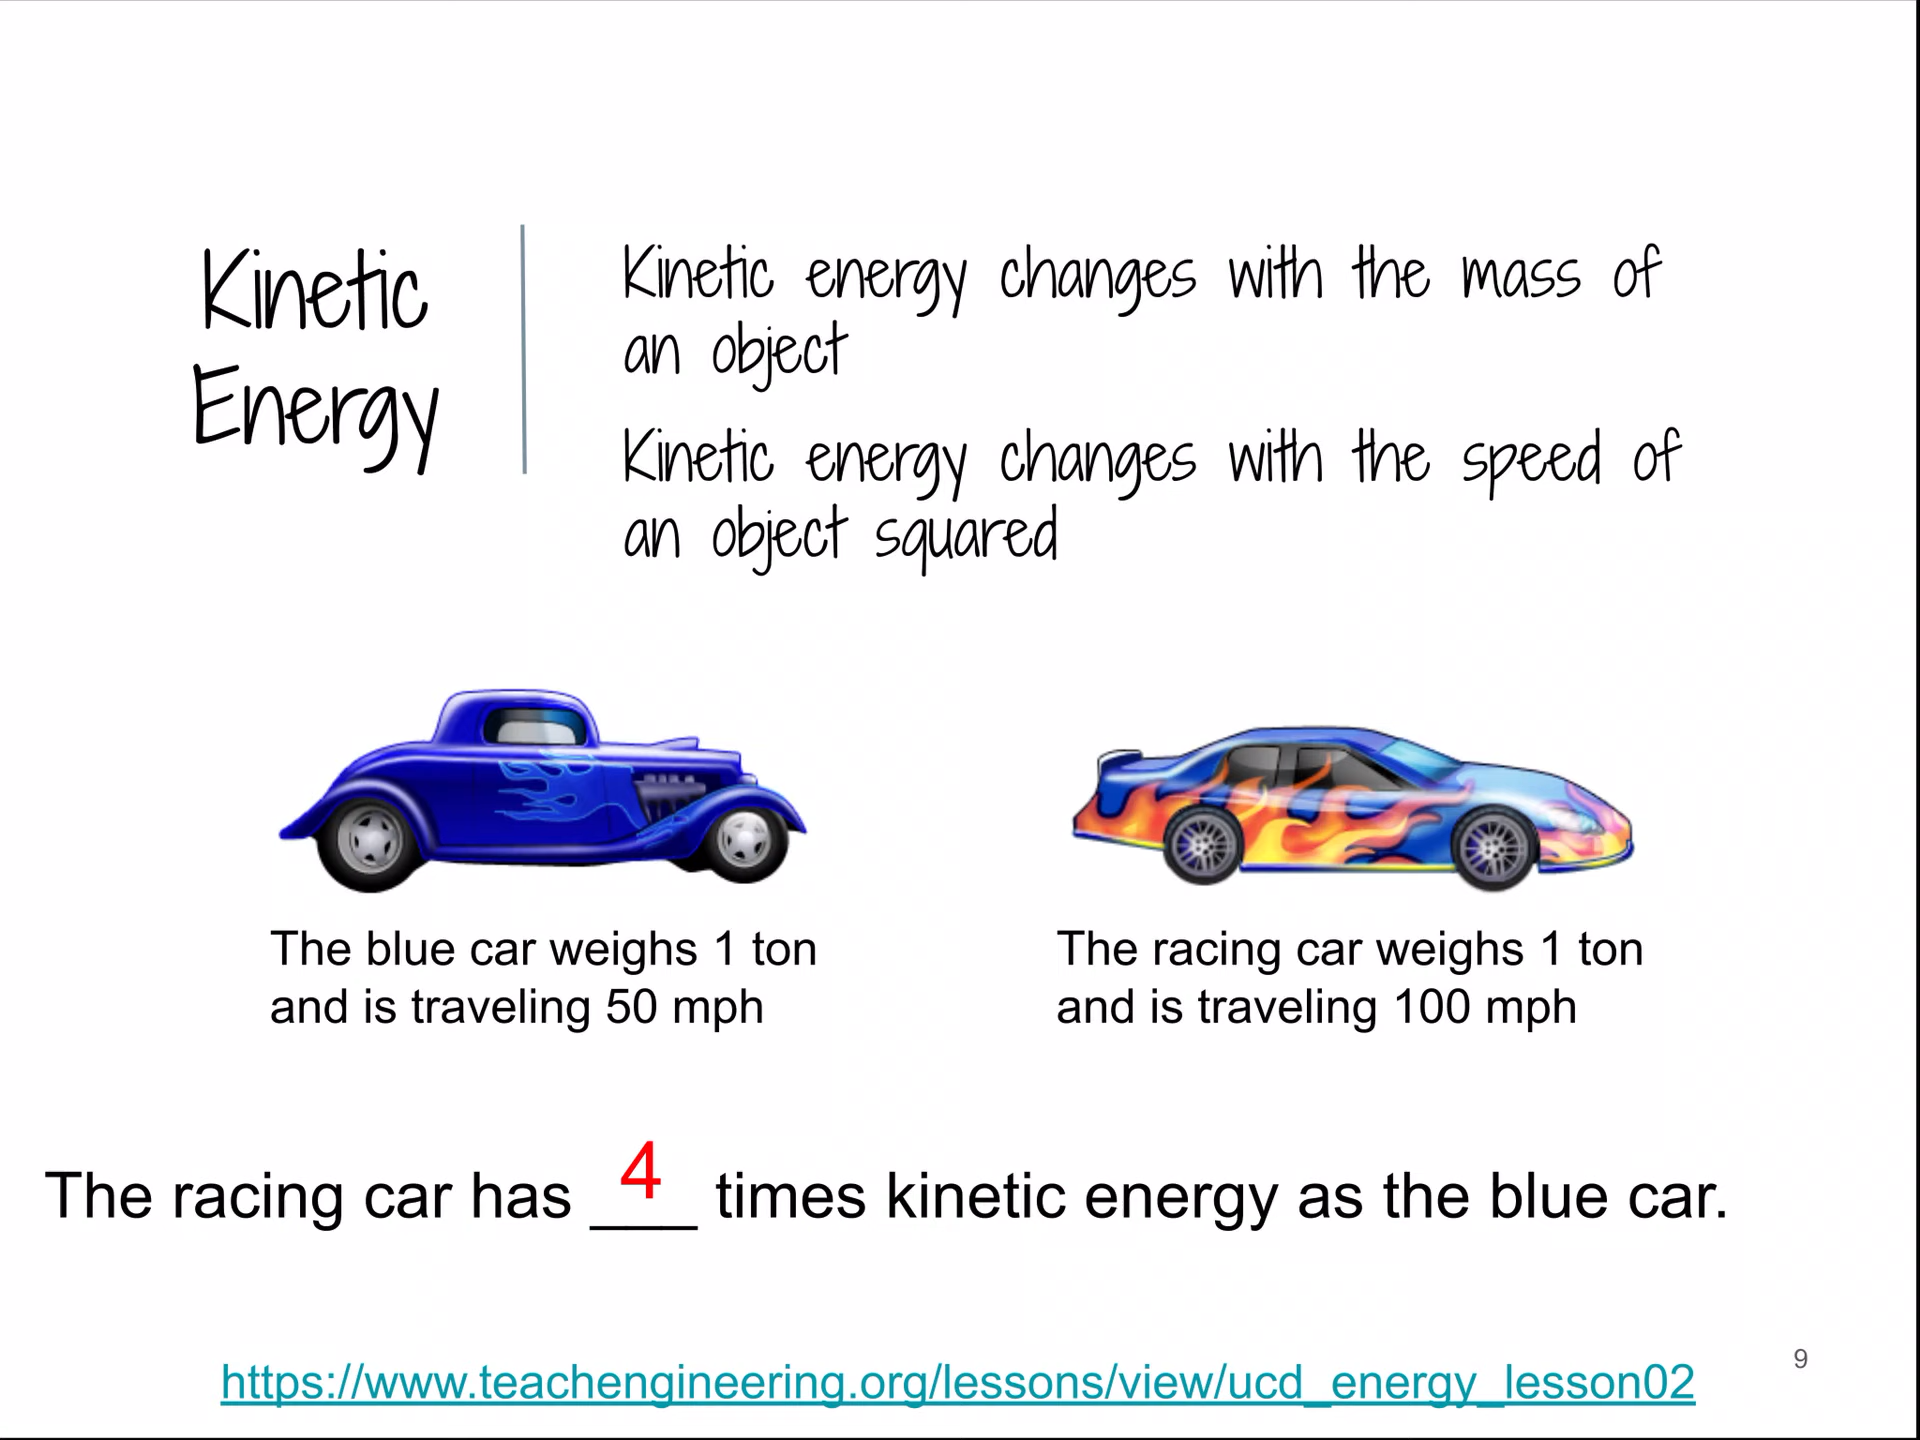 Kinetic
Energy
Kinetic energy changes with the mass of
an object
Kinetic energy changes with the speed of
an object squared
The blue car weighs 1 ton
and is traveling 50 mph
The racing car weighs 1 ton
and is traveling 100 mph
The racing car has ___ times kinetic energy as the blue car.
4
https://www.teachengineering.org/lessons/view/ucd_energy_lesson02
9